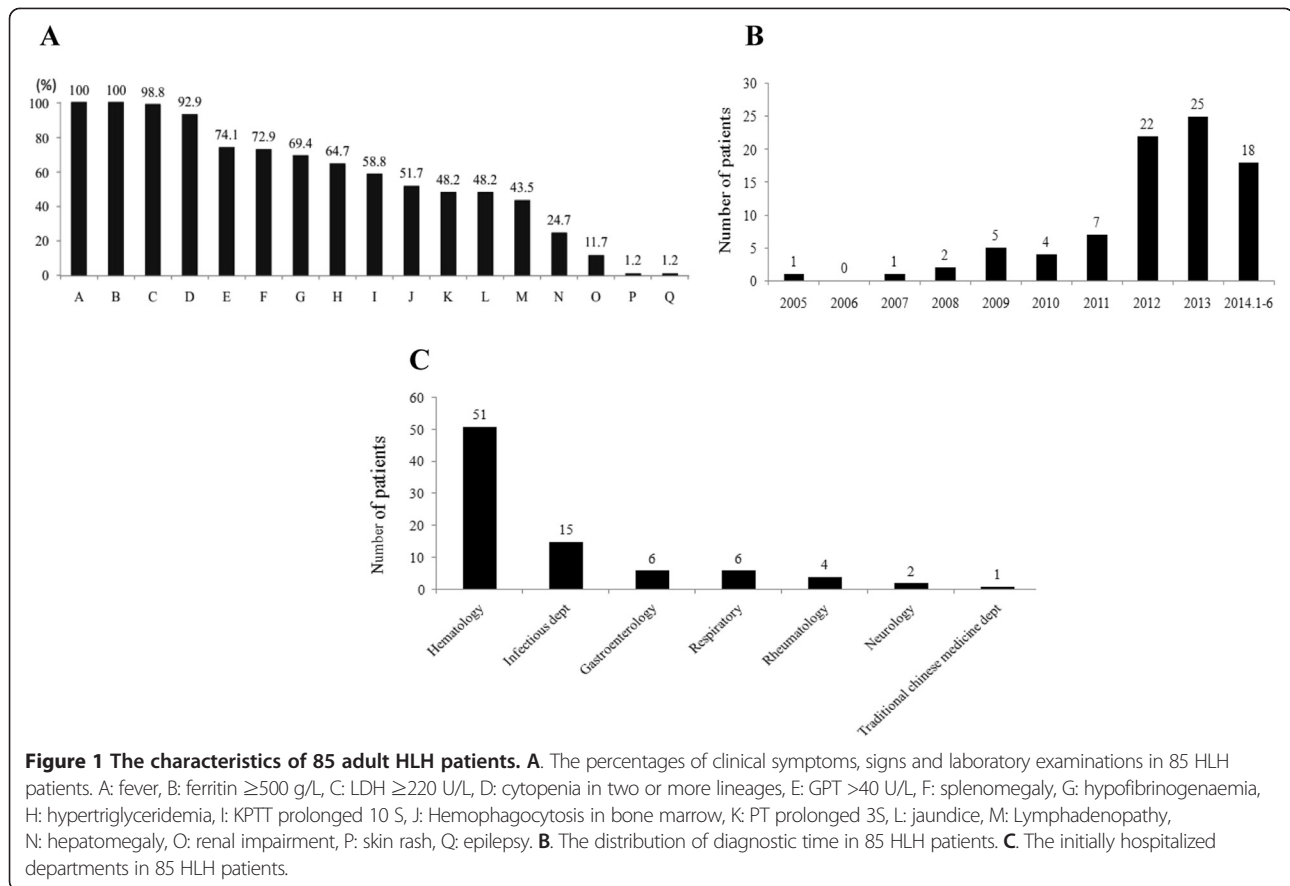 A
(%)
100 100 98.8 92.9 74.1 72.9 69.4 64.7 58.8 51.7 48.2 48.2 43.5 24.7 11.7 1.2 1.2
100
80
60
40
20
0
A B C D E F G H I J K L M N O P Q
B
Number of patients
30
25
20
15
10
5
0
1 0 1 2 5 4 7 22 25 18
2005 2006 2007 2008 2009 2010 2011 2012 2013 2014.1-6
C
Number of patients
60
50
40
30
20
10
0
51 15 6 6 4 2 1
Hematology
Infectious dept
Gastroenterology
Respiratory
Rheumatology
Neurology
Traditional chinese medicine dept
Figure 1 The characteristics of 85 adult HLH patients. A. The percentages of clinical symptoms, signs and laboratory examinations in 85 HLH
patients. A: fever, B: ferritin ≥500 g/L, C: LDH ≥220 U/L, D: cytopenia in two or more lineages, E: GPT >40 U/L, F: splenomegaly, G: hypofibrinogenaemia,
H: hypertriglyceridemia, I: KPTT prolonged 10 S, J: Hemophagocytosis in bone marrow, K: PT prolonged 3S, L: jaundice, M: Lymphadenopathy,
N: hepatomegaly, O: renal impairment, P: skin rash, Q: epilepsy. B. The distribution of diagnostic time in 85 HLH patients. C. The initially hospitalized
departments in 85 HLH patients.